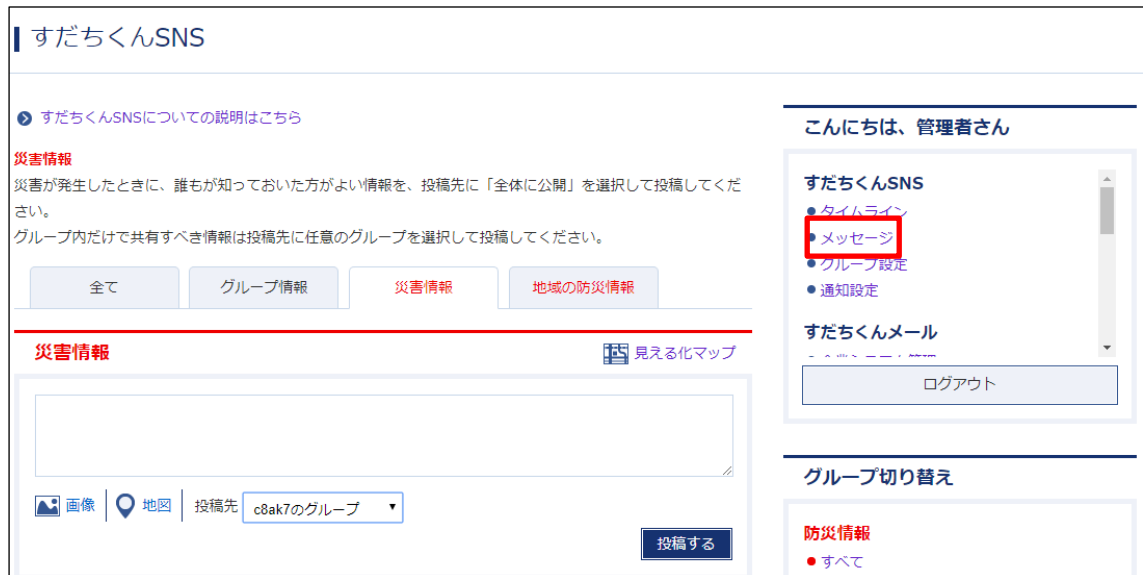 すだちくんSNS
すだちくんSNSについての説明はこちら
災害情報
災害が発生したときに、誰もが知っておいた方がよい情報を、投稿先に「全体に公開」を選択して投稿してくだ
さい。
グループ内だけで共有すべき情報は投稿先に任意のグループを選択して投稿してください。
全て
グループ情報
災害情報
地域の防災情報
災害情報
見える化マップ
画像
地図
投稿先
c8ak7のグループ
投稿する
こんにちは、管理者さん
すだちくんSNS
タイムライン
メッセージ
グループ設定
通知設定
すだちくんメール
ログアウト
グループ切り替え
防災情報
すべて